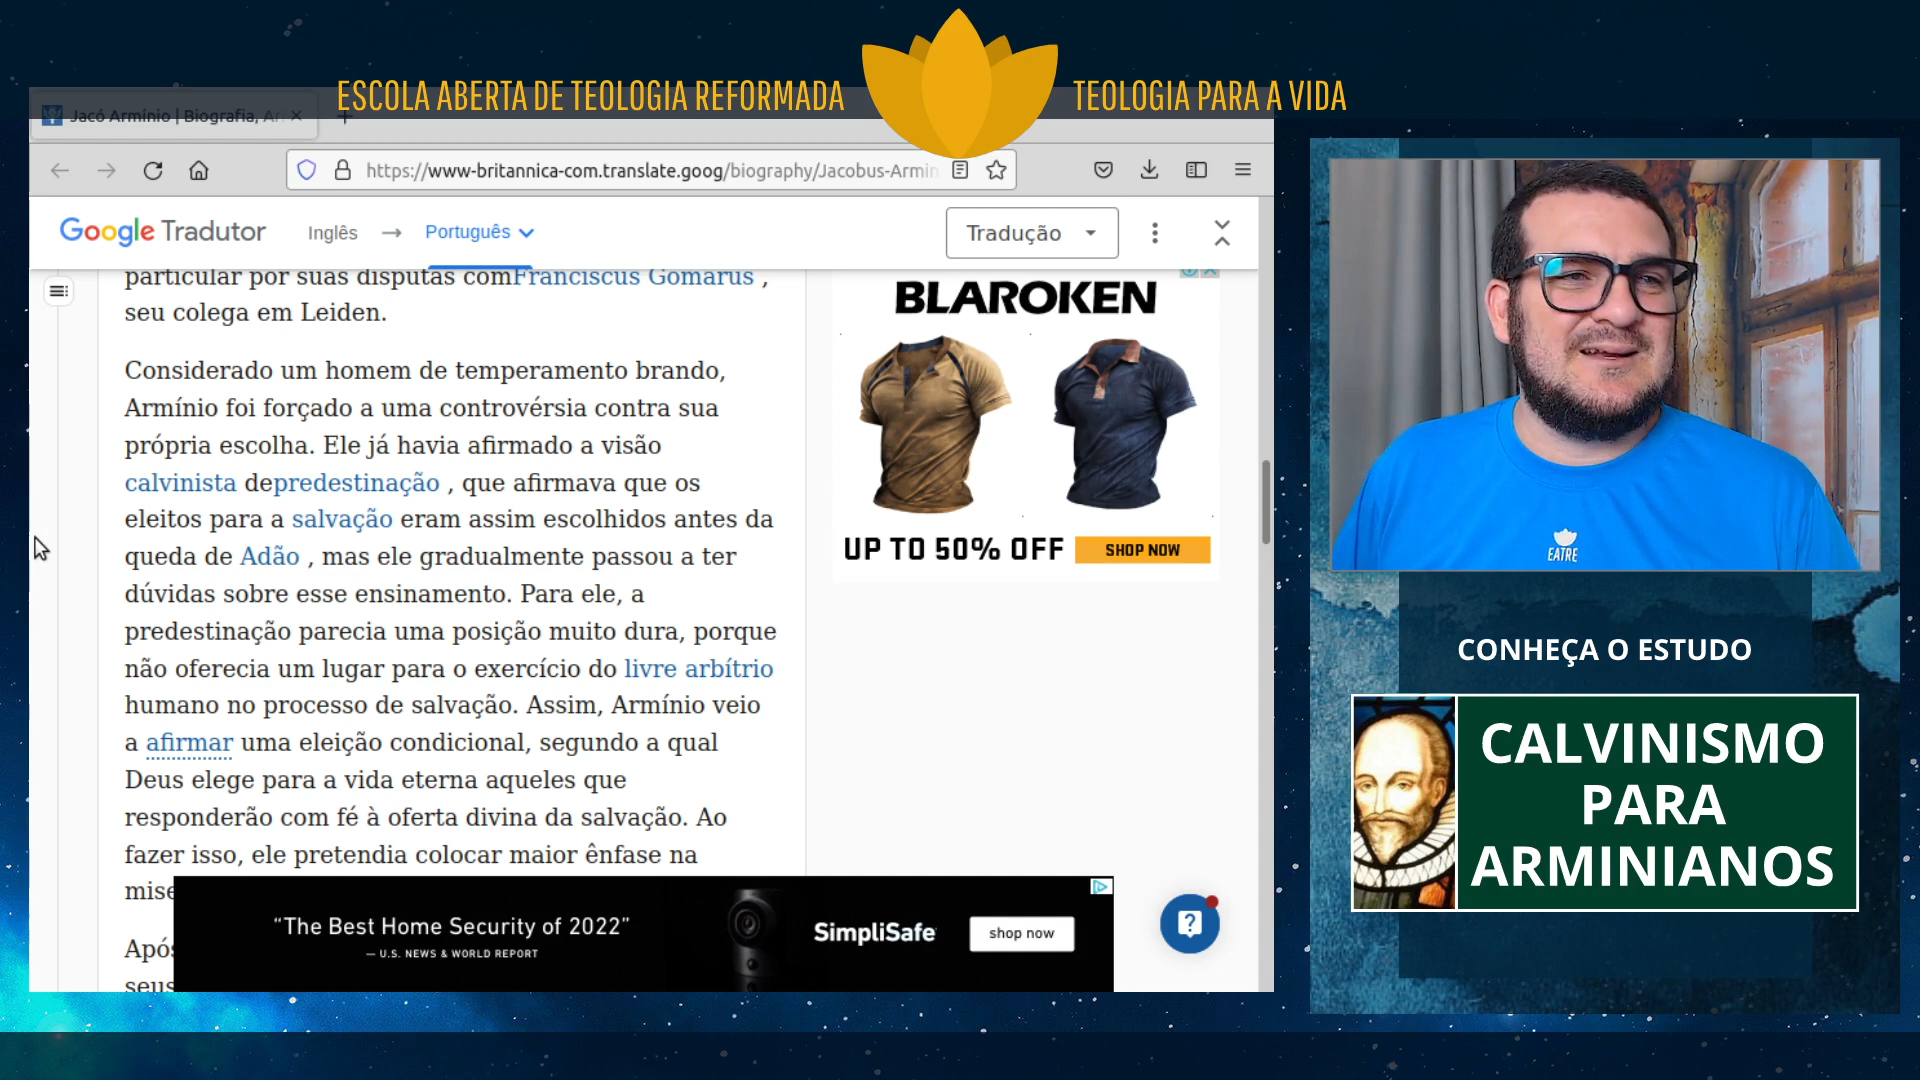 ESCOLA ABERTA DE TEOLOGIA REFORMADA
TEOLOGIA PARA A VIDA
Jacó Armínio | Biografia, Ar
https://www-britannica-com.translate.goog/biography/Jacobus-Armin
Google Tradutor
Inglês
Português
Tradução
particular por suas disputas comFranciscus Gomarus ,
seu colega em Leiden.
Considerado um homem de temperamento brando,
Armínio foi forçado a uma controvérsia contra sua
própria escolha. Ele já havia afirmado a visão
calvinista depredestinação , que afirmava que os
eleitos para a salvação eram assim escolhidos antes da
queda de Adão , mas ele gradualmente passou a ter
dúvidas sobre esse ensinamento. Para ele, a
predestinação parecia uma posição muito dura, porque
não oferecia um lugar para o exercício do livre arbítrio
humano no processo de salvação. Assim, Armínio veio
a afirmar uma eleição condicional, segundo a qual
Deus elege para a vida eterna aqueles que
responderão com fé à oferta divina da salvação. Ao
fazer isso, ele pretendia colocar maior ênfase na
mise
Após
seus
BLAROKEN
UP TO 50% OFF
SHOP NOW
“The Best Home Security of 2022”
— U.S. NEWS & WORLD REPORT
SimpliSafe
shop now
EATRE
CONHEÇA O ESTUDO
CALVINISMO
PARA
ARMINIANOS